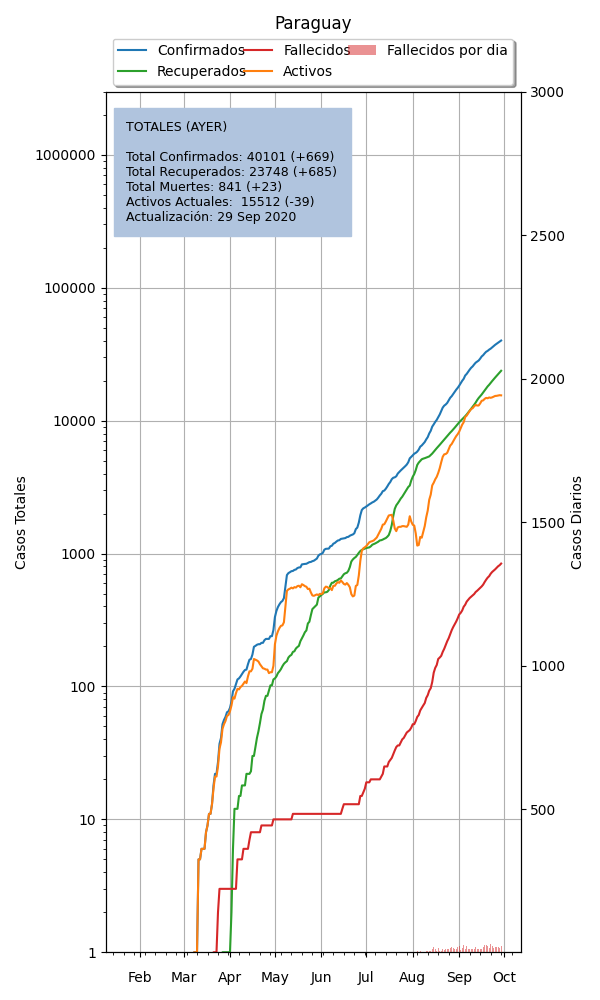 Paraguay
Confirmados
Recuperados
Fallecidos
Activos
Fallecidos por dia
TOTALES (AYER)
Total Confirmados: 40101 (+669)
Total Recuperados: 23748 (+685)
Total Muertes: 841 (+23)
Activos Actuales:  15512 (-39)
Actualización: 29 Sep 2020
Casos Totales
1000000
100000
10000
1000
100
10
1
3000
2500
2000
1500
1000
500
Casos Diarios
Feb Mar Apr May Jun Jul Aug Sep Oct